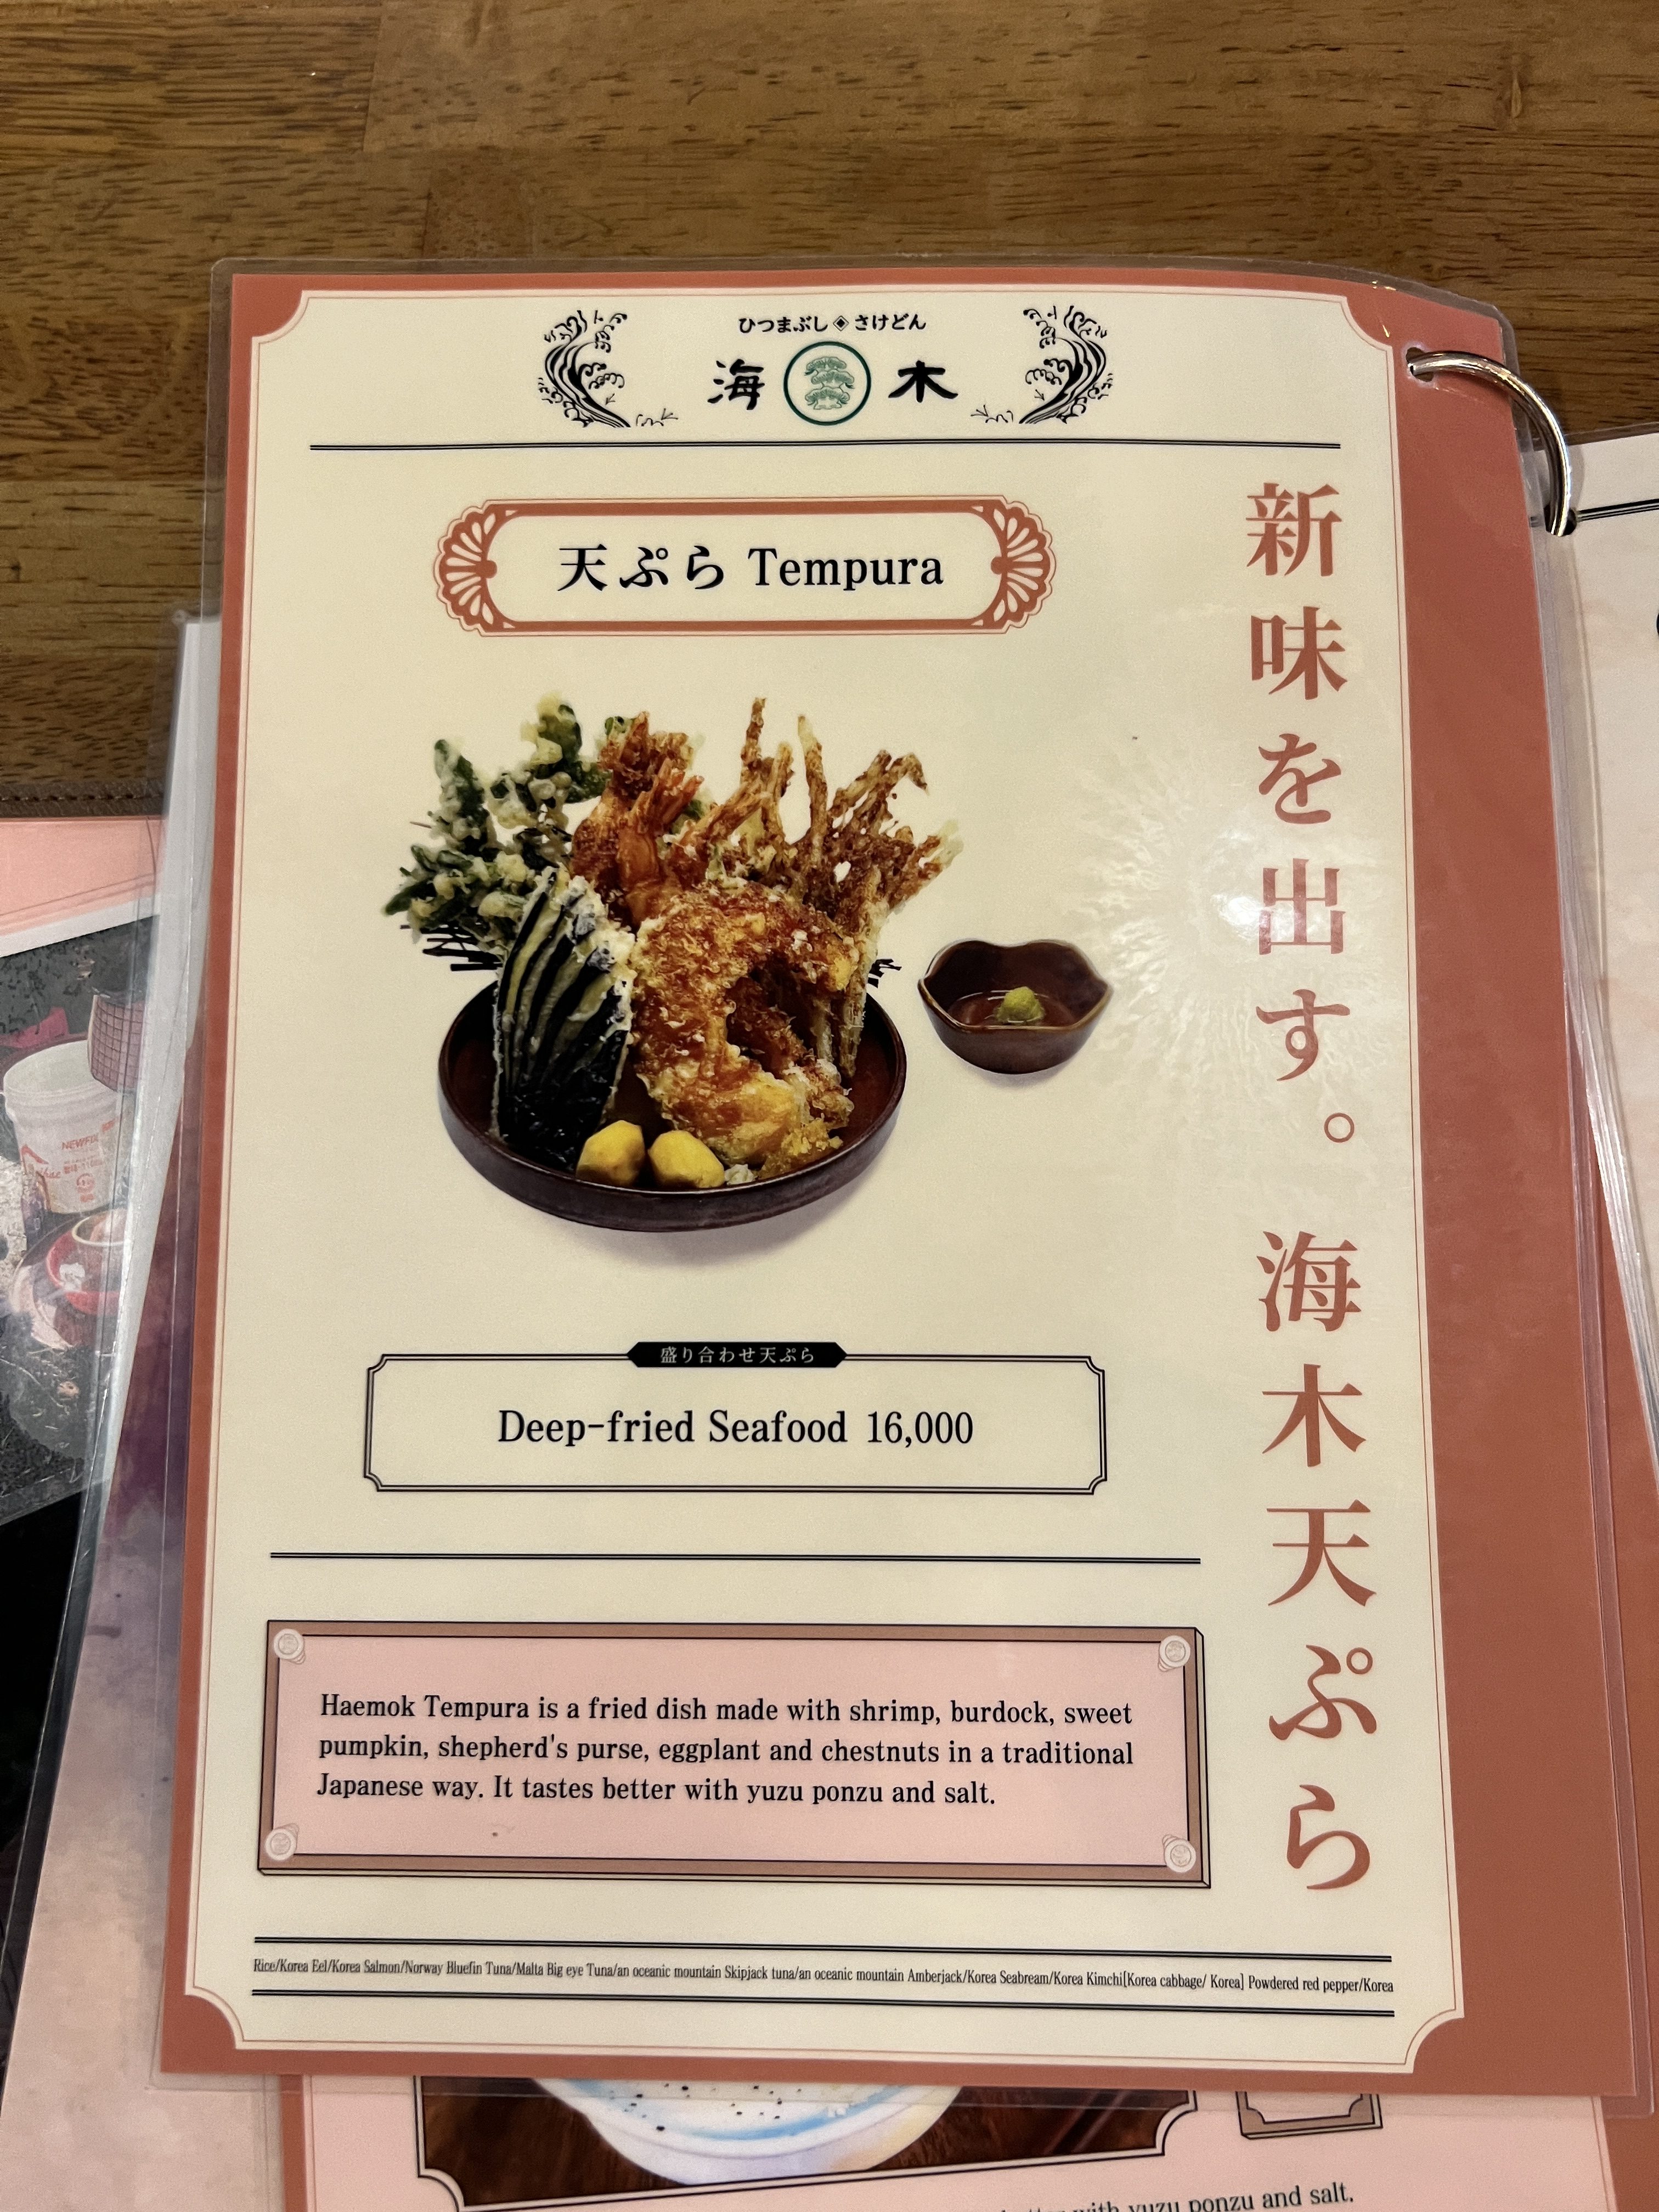 ひつまぶし◈さけどん
海木
天ぷら Tempura
新味を出す。海木天ぷら
盛り合わせ天ぷら
Deep-fried Seafood 16,000
Haemok Tempura is a fried dish made with shrimp, burdock, sweet
pumpkin, shepherd's purse, eggplant and chestnuts in a traditional
Japanese way. It tastes better with yuzu ponzu and salt.
Rice/Korea Eel/Korea Salmon/Norway Bluefin Tuna/Malta Big eye Tuna/an oceanic mountain Skipjack tuna/an oceanic mountain Amberjack/Korea Seabream/Korea Kimchi[Korea cabbage/ Korea] Powdered red pepper/Korea
with yuzu ponzu and salt.